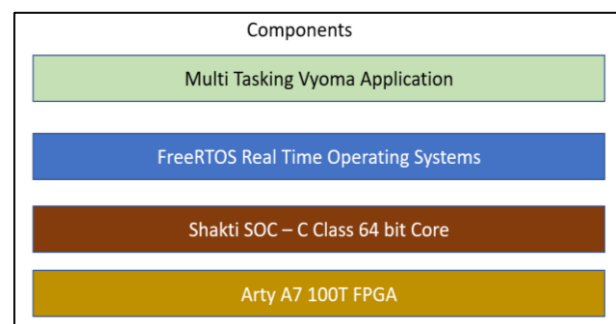 Components
Multi Tasking Vyoma Application
FreeRTOS Real Time Operating Systems
Shakti SOC – C Class 64 bit Core
Arty A7 100T FPGA